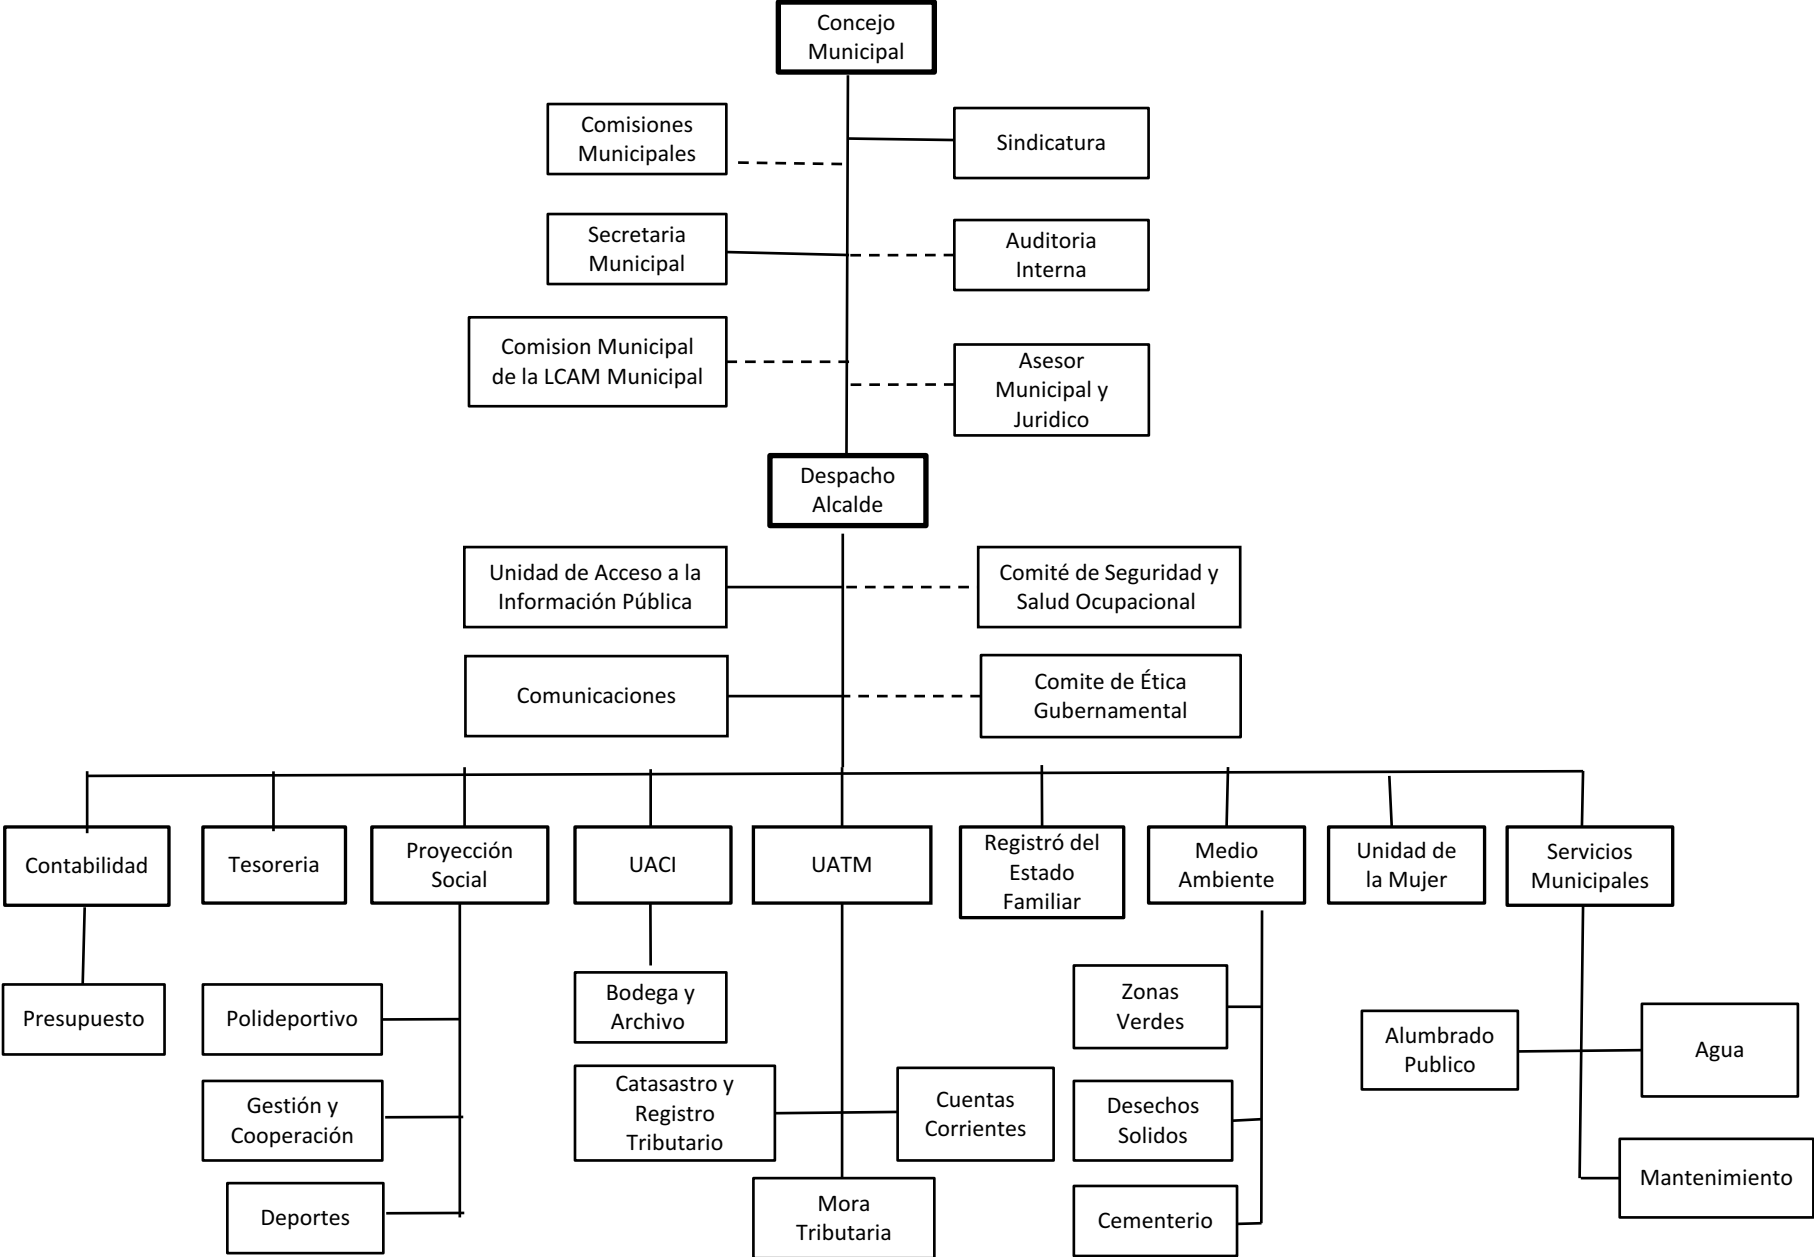 Concejo
Municipal
Comisiones
Municipales
Sindicatura
Secretaria
Municipal
Auditoria
Interna
Comision Municipal
de la LCAM Municipal
Asesor
Municipal y
Juridico
Despacho
Alcalde
Unidad de Acceso a la
Información Pública
Comité de Seguridad y
Salud Ocupacional
Comunicaciones
Comite de Ética
Gubernamental
Contabilidad
Tesoreria
Proyección
Social
UACI
UATM
Registró del
Estado
Familiar
Medio
Ambiente
Unidad de
la Mujer
Servicios
Municipales
Presupuesto
Polideportivo
Bodega y
Archivo
Zonas
Verdes
Alumbrado
Publico
Agua
Gestión y
Cooperación
Catasastro y
Registro
Tributario
Cuentas
Corrientes
Desechos
Solidos
Mantenimiento
Deportes
Mora
Tributaria
Cementerio